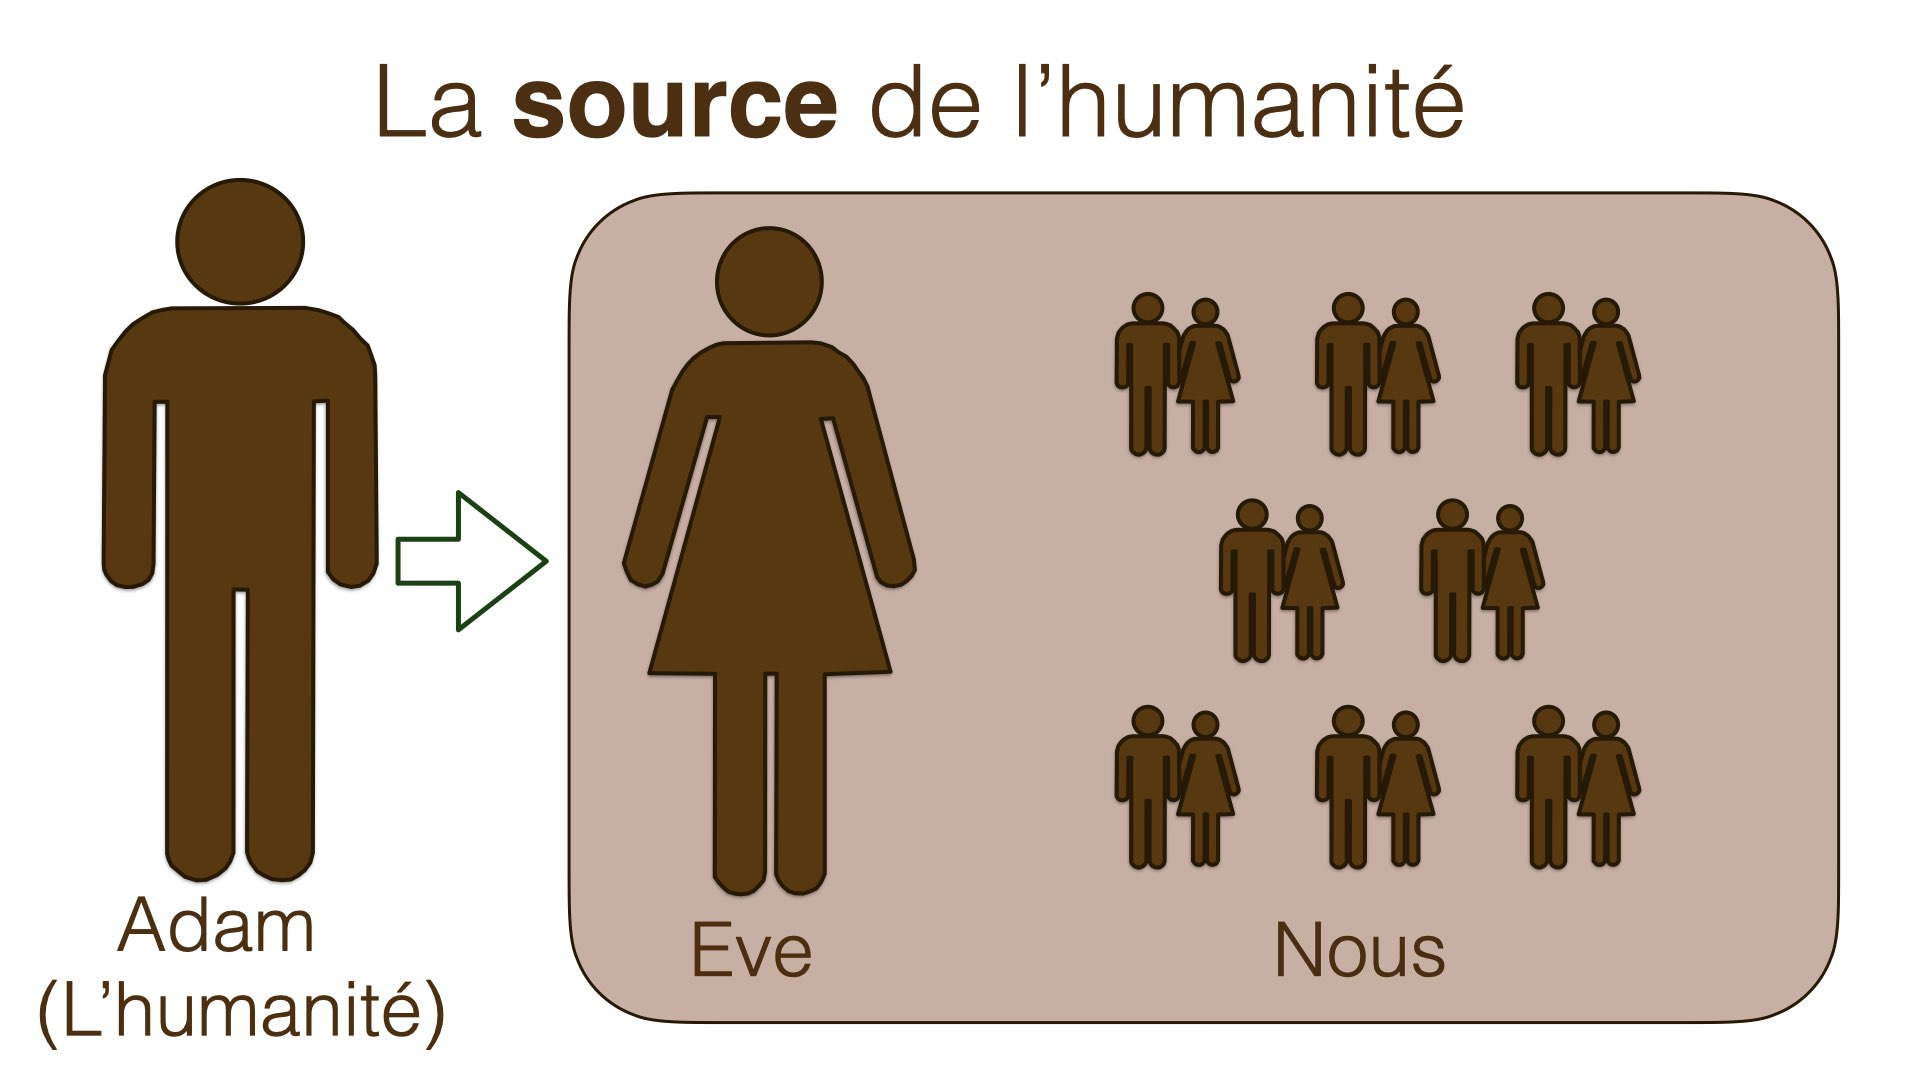 La source de l’humanité
Adam
(L’humanité)
Eve
Nous